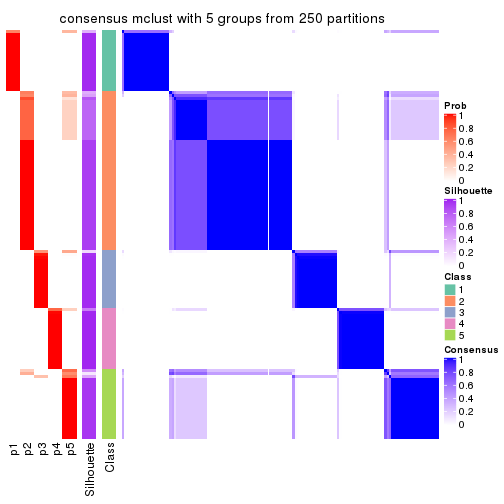 consensus mclust with 5 groups from 250 partitions
Prob
1
0.8
0.6
0.4
0.2
0
Silhouette
1
0.8
0.6
0.4
0.2
0
Class
1
2
3
4
5
Consensus
1
0.8
0.6
0.4
0.2
0
p1
p2
p3
p4
p5
Silhouette
Class